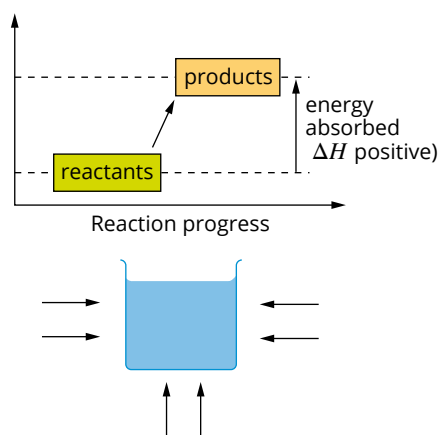 products
energy
absorbed
ΔH positive)
reactants
Reaction progress